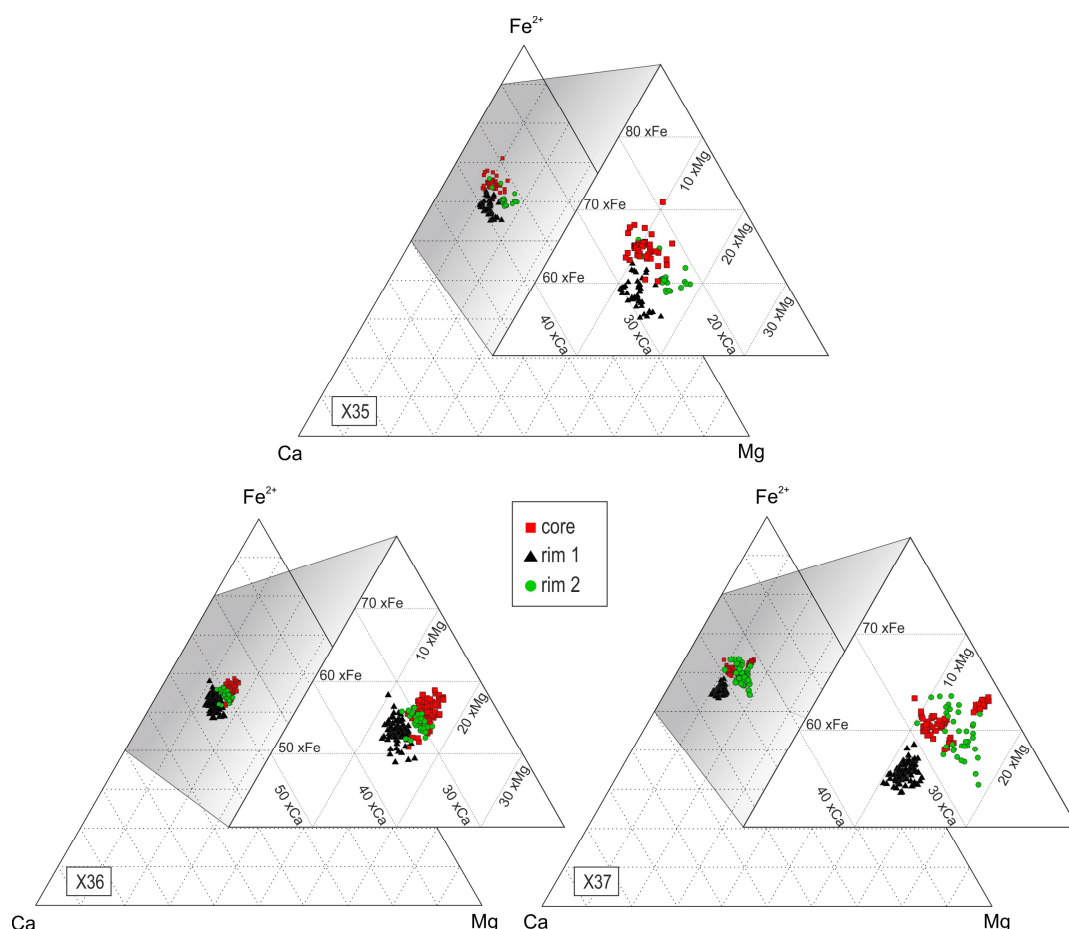 Fe²⁺
80 xFe
10 xMg
70 xFe
20 xMg
60 xFe
30 xMg
40 xCa
30 xCa
20 xCa
X35
Ca
Mg
Fe²⁺
Fe²⁺
core
rim 1
rim 2
70 xFe
10 xMg
60 xFe
20 xMg
50 xFe
30 xMg
50 xCa
40 xCa
30 xCa
X36
Ca
Mg
70 xFe
10 xMg
60 xFe
20 xMg
40 xCa
30 xCa
X37
Ca
Mg